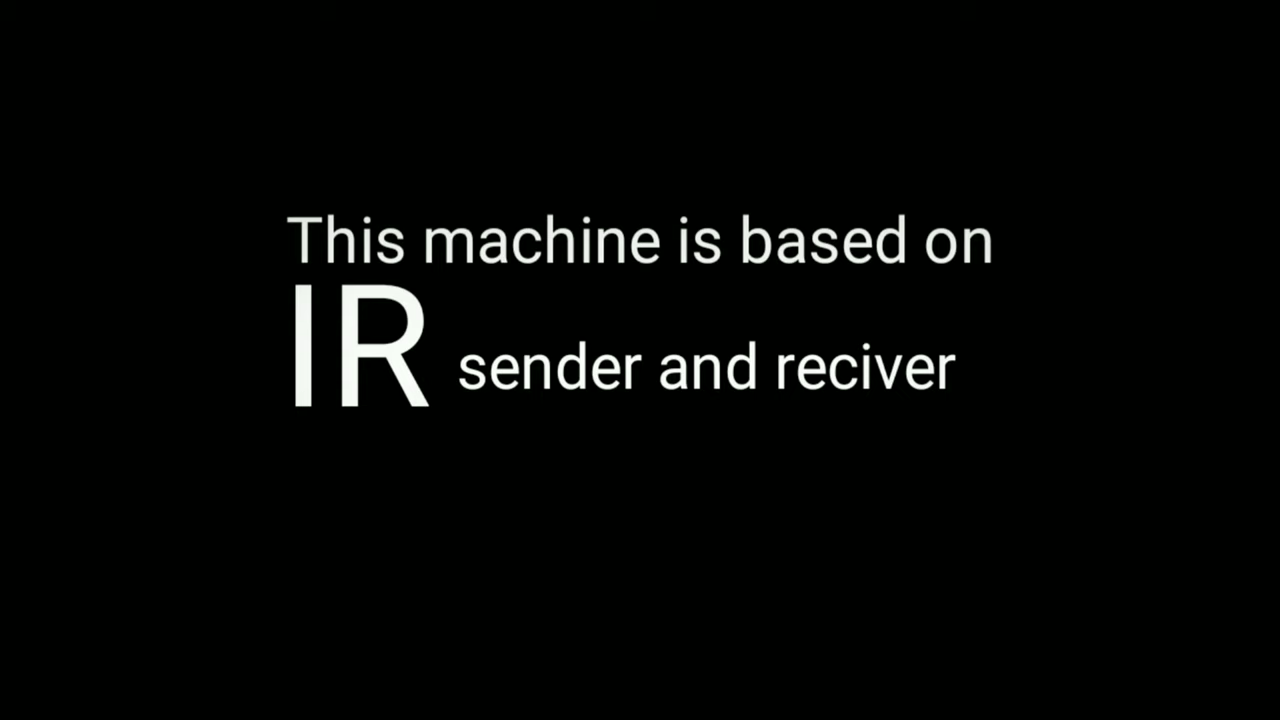 This machine is based on
IR sender and reciver